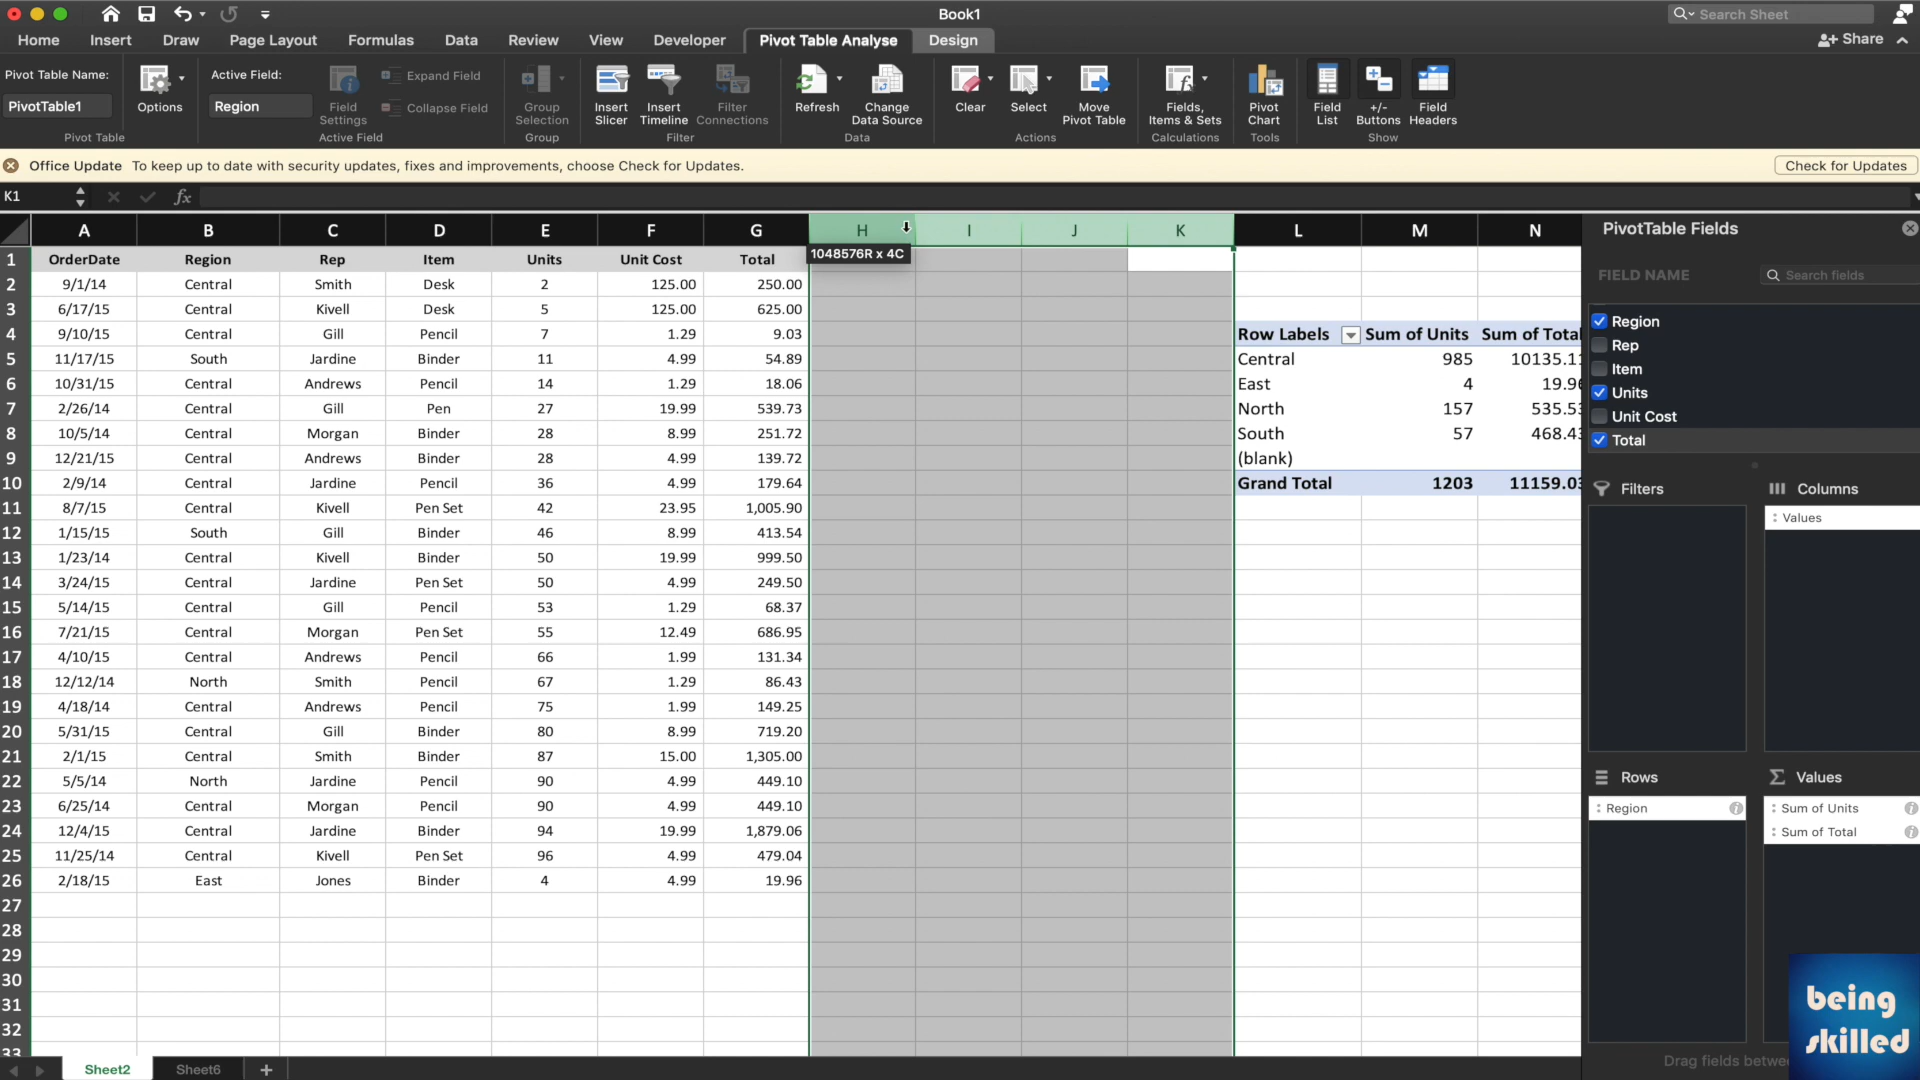 Book1
Search Sheet
Home Insert Draw Page Layout Formulas Data Review View Developer Pivot Table Analyse Design
Share
Pivot Table Name:
PivotTable1
Pivot Table
Options
Active Field:
Region
Field Settings
Expand Field
Collapse Field
Active Field
Group Selection
Group
Insert Slicer
Insert Timeline
Filter Connections
Filter
Refresh
Change Data Source
Data
Clear
Select
Move Pivot Table
Actions
Fields, Items & Sets
Calculations
Pivot Chart
Tools
Field List
+/- Buttons
Field Headers
Show
Office Update To keep up to date with security updates, fixes and improvements, choose Check for Updates.
Check for Updates
K1
fx
A B C D E F G H I J K L M N
1048576R x 4C
1 OrderDate Region Rep Item Units Unit Cost Total
2 9/1/14 Central Smith Desk 2 125.00 250.00
3 6/17/15 Central Kivell Desk 5 125.00 625.00
4 9/10/15 Central Gill Pencil 7 1.29 9.03 Row Labels Sum of Units Sum of Total
5 11/17/15 South Jardine Binder 11 4.99 54.89 Central 985 10135.11
6 10/31/15 Central Andrews Pencil 14 1.29 18.06 East 4 19.96
7 2/26/14 Central Gill Pen 27 19.99 539.73 North 157 535.53
8 10/5/14 Central Morgan Binder 28 8.99 251.72 South 57 468.43
9 12/21/15 Central Andrews Binder 28 4.99 139.72 (blank)
10 2/9/14 Central Jardine Pencil 36 4.99 179.64 Grand Total 1203 11159.03
11 8/7/15 Central Kivell Pen Set 42 23.95 1,005.90
12 1/15/15 South Gill Binder 46 8.99 413.54
13 1/23/14 Central Kivell Binder 50 19.99 999.50
14 3/24/15 Central Jardine Pen Set 50 4.99 249.50
15 5/14/15 Central Gill Pencil 53 1.29 68.37
16 7/21/15 Central Morgan Pen Set 55 12.49 686.95
17 4/10/15 Central Andrews Pencil 66 1.99 131.34
18 12/12/14 North Smith Pencil 67 1.29 86.43
19 4/18/14 Central Andrews Pencil 75 1.99 149.25
20 5/31/15 Central Gill Binder 80 8.99 719.20
21 2/1/15 Central Smith Binder 87 15.00 1,305.00
22 5/5/14 North Jardine Pencil 90 4.99 449.10
23 6/25/14 Central Morgan Pencil 90 4.99 449.10
24 12/4/15 Central Jardine Binder 94 19.99 1,879.06
25 11/25/14 Central Kivell Pen Set 96 4.99 479.04
26 2/18/15 East Jones Binder 4 4.99 19.96
27
28
29
30
31
32
33
PivotTable Fields
FIELD NAME
Search fields
Region
Rep
Item
Units
Unit Cost
Total
Filters
Columns
Values
Rows
Values
Region
Sum of Units
Sum of Total
Drag fields betwe
being
skilled
Sheet2 Sheet6 +